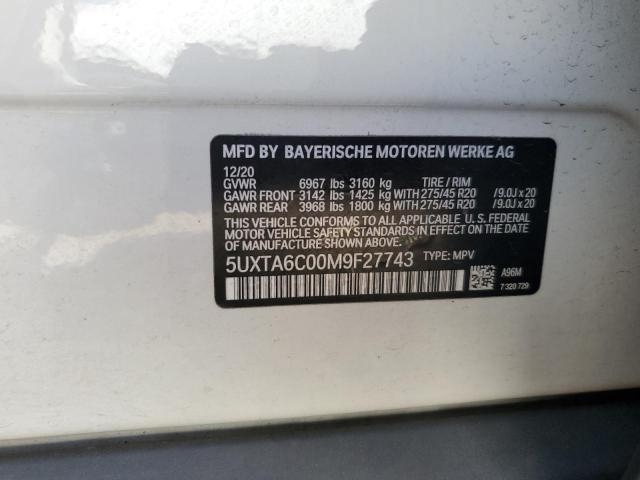 MFD BY BAYERISCHE MOTOREN WERKE AG
12/20
GVWR 6967 lbs 3160 kg TIRE / RIM
GAWR FRONT 3142 lbs 1425 kg WITH 275/45 R20 /9.0J x 20
GAWR REAR 3968 lbs 1800 kg WITH 275/45 R20 /9.0J x 20
THIS VEHICLE CONFORMS TO ALL APPLICABLE U.S. FEDERAL
MOTOR VEHICLE SAFETY STANDARDS IN EFFECT ON
THE DATE OF MANUFACTURE SHOWN ABOVE.
5UXTA6C00M9F27743 TYPE: MPV
A96M
7 320 729